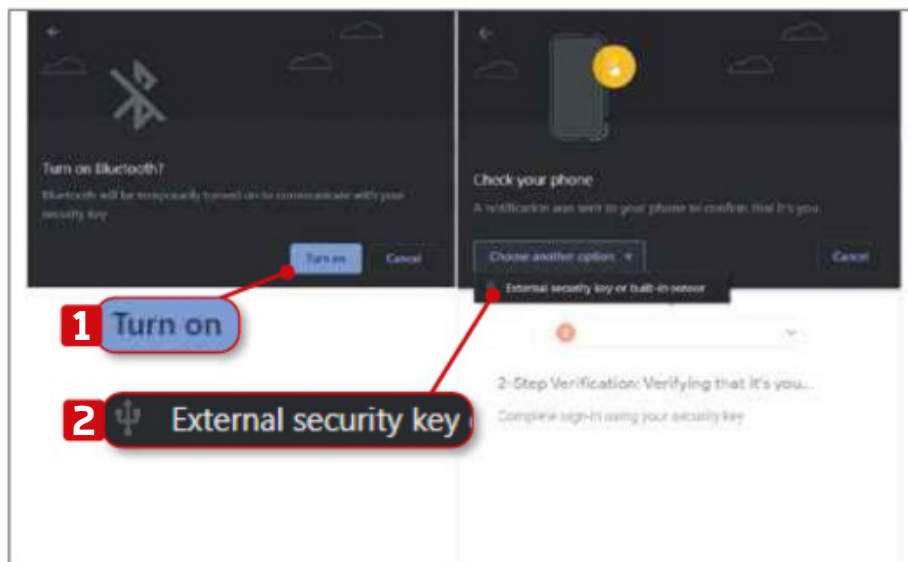 Turn on Bluetooth?
Bluetooth will be temporarily turned on to communicate with your
security key
Turn on
Cancel
1 Turn on
2 External security key
Check your phone
A notification was sent to your phone to confirm that it's you
Choose another option
Cancel
External security key or built-in sensor
2-Step Verification: Verifying that it's you...
Complete sign-in using your security key